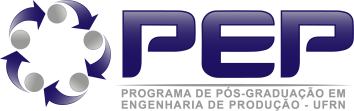 PEP
PROGRAMA DE PÓS-GRADUAÇÃO EM
ENGENHARIA DE PRODUÇÃO - UFRN